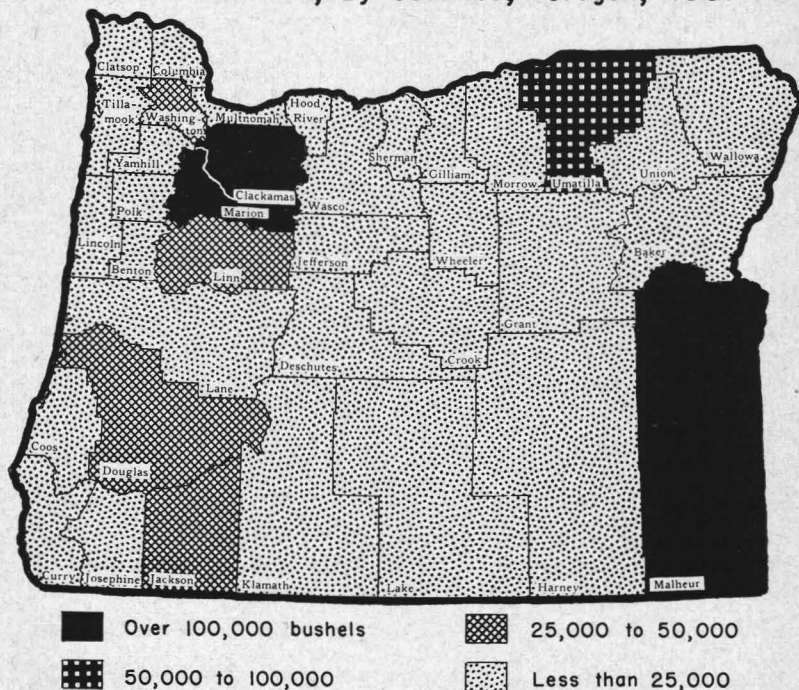 By Counties, Oregon,
Clatsop
Columbia
Tilla-
mook
Washing-
ton
Multnomah
Hood
River
Sherman
Gilliam
Morrow
Umatilla
Union
Wallowa
Yamhill
Clackamas
Marion
Wasco
Polk
Lincoln
Benton
Linn
Jefferson
Wheeler
Baker
Grant
Crook
Deschutes
Lane
Coos
Douglas
Curry
Josephine
Jackson
Klamath
Lake
Harney
Malheur
Over 100,000 bushels
25,000 to 50,000
50,000 to 100,000
Less than 25,000